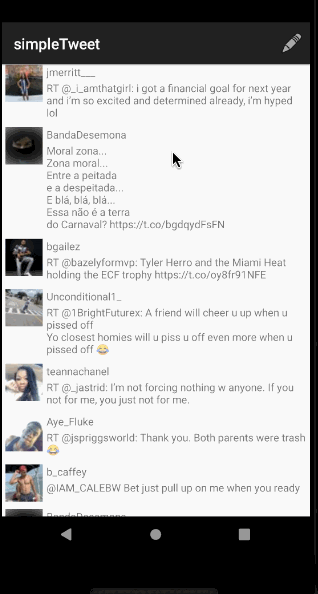 simpleTweet
jmerritt___
RT @_i_amthatgirl: i got a financial goal for next year
and i'm so excited and determined already, i'm hyped
lol
BandaDesemona
Moral zona...
Zona moral...
Entre a peitada
e a despeitada...
E blá, blá, blá...
Essa não é a terra
do Carnaval? https://t.co/bgdqydFsFN
bgailez
RT @bazelyformvp: Tyler Herro and the Miami Heat
holding the ECF trophy https://t.co/oy8fr91NFE
Unconditional1_
RT @1BrightFuturex: A friend will cheer u up when u
pissed off
Yo closest homies will u piss u off even more when u
pissed off 😂
teannachanel
RT @_jastrid: I'm not forcing nothing w anyone. If you
not for me, you just not for me.
Aye_Fluke
RT @jspriggsworld: Thank you. Both parents were trash
😂
b_caffey
@IAM_CALEBW Bet just pull up on me when you ready
BandaDesemona